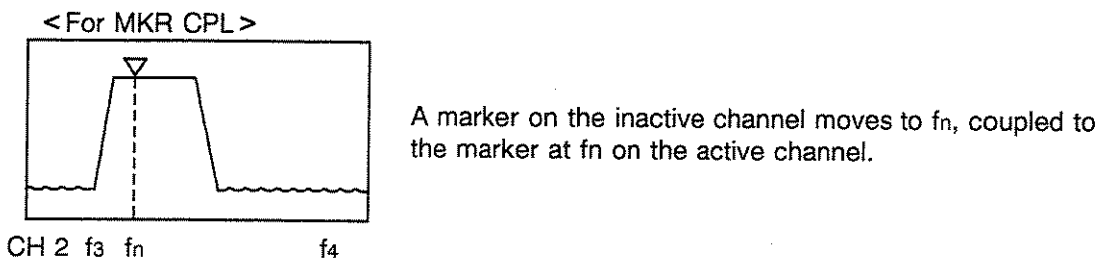 <For MKR CPL>
A marker on the inactive channel moves to fn, coupled to
the marker at fn on the active channel.
CH 2 f3 fn f4